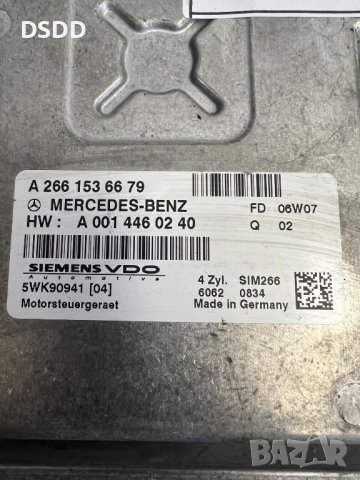 DSDD
A 266 153 66 79
MERCEDES-BENZ
FD 06W07
HW : A 001 446 02 40
Q 02
SIEMENS VDO
Automotive
5WK90941 [04]
4 Zyl. SIM266
6062 0834
Motorsteuergeraet
Made in Germany
BAZAR